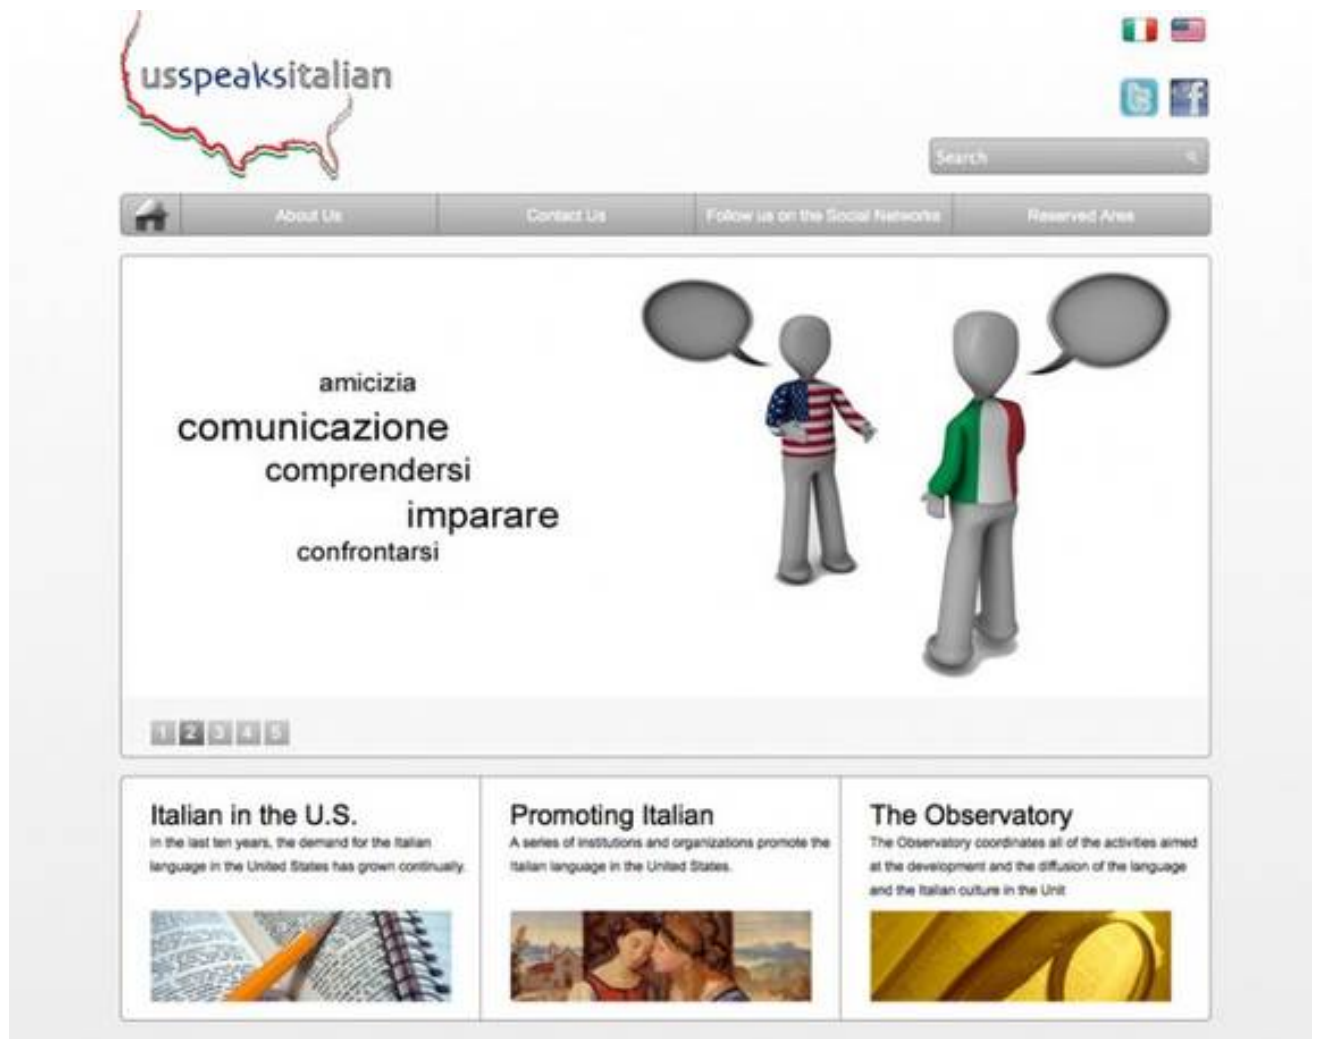 usspeaksitalian
Search
About Us
Contact Us
Follow us on the Social Networks
Reserved Area
amicizia
comunicazione
comprendersi
imparare
confrontarsi
1 2 3 4 5
Italian in the U.S.
In the last ten years, the demand for the Italian
language in the United States has grown continually.
Promoting Italian
A series of institutions and organizations promote the
Italian language in the United States.
The Observatory
The Observatory coordinates all of the activities aimed
at the development and the diffusion of the language
and the Italian culture in the Unit